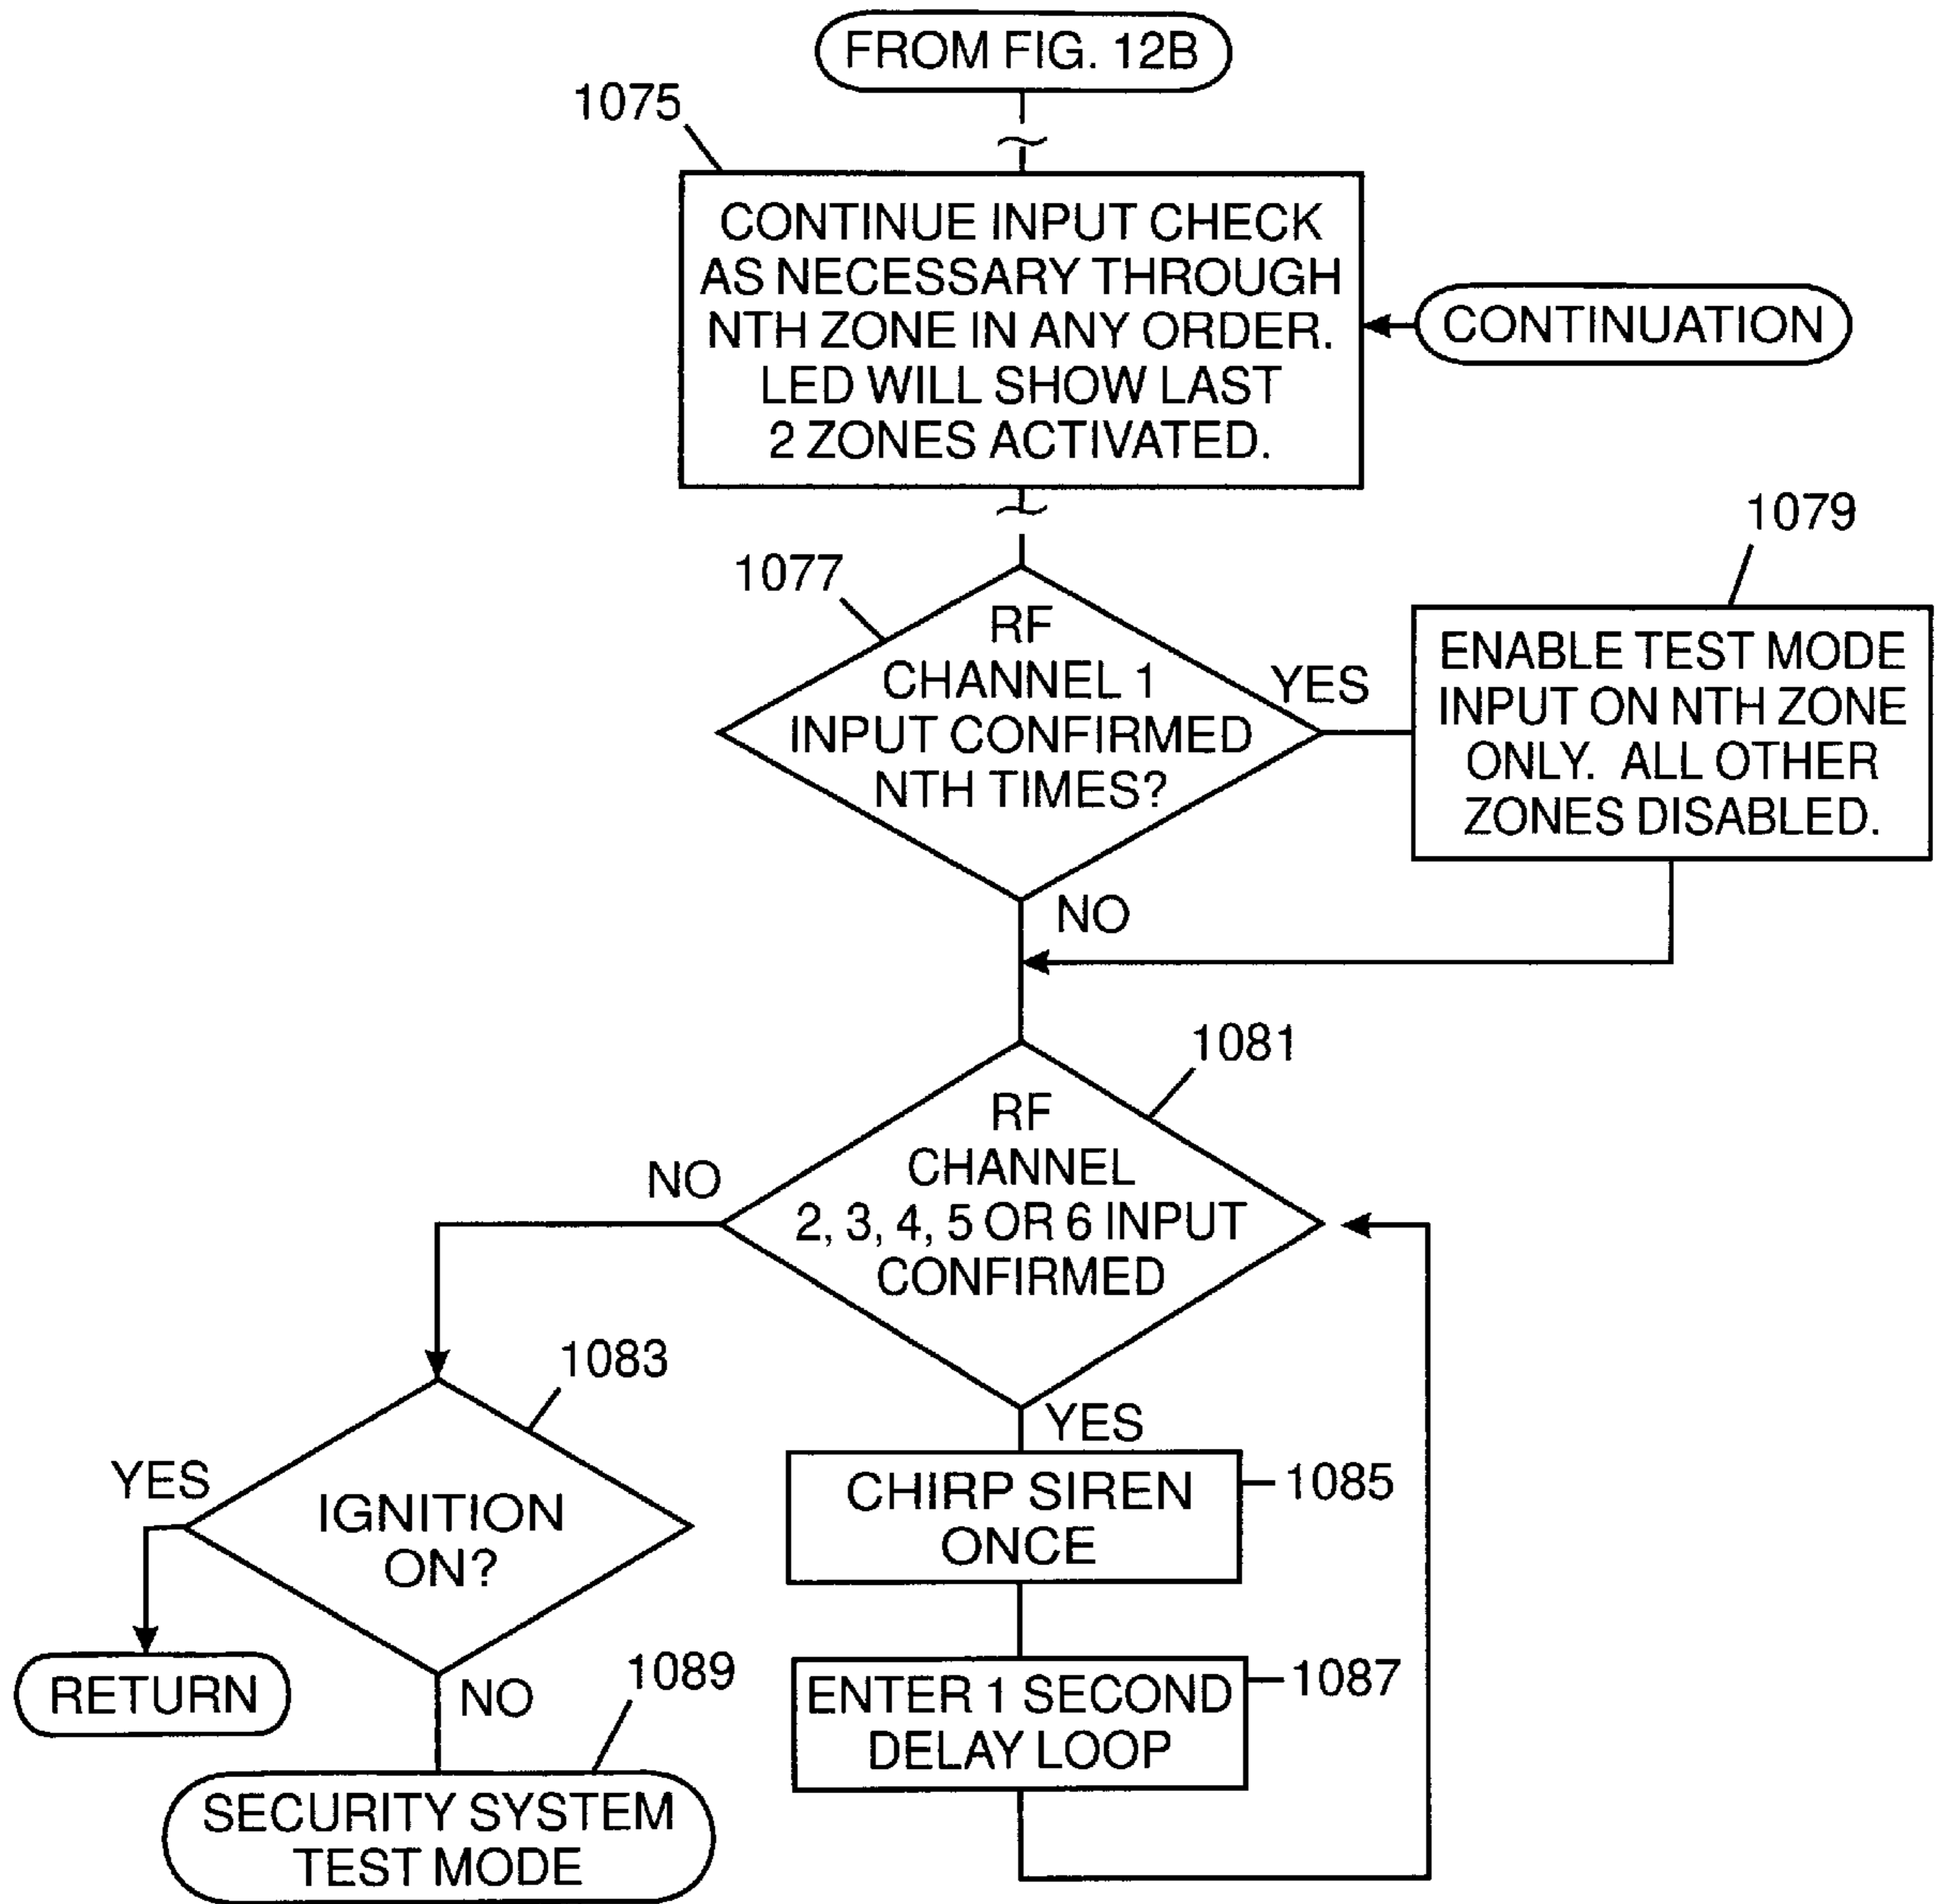 FROM FIG. 12B
1075
CONTINUE INPUT CHECK
AS NECESSARY THROUGH
NTH ZONE IN ANY ORDER.
LED WILL SHOW LAST
2 ZONES ACTIVATED.
CONTINUATION
1077
RF
CHANNEL 1
INPUT CONFIRMED
NTH TIMES?
YES
1079
ENABLE TEST MODE
INPUT ON NTH ZONE
ONLY. ALL OTHER
ZONES DISABLED.
NO
1081
RF
CHANNEL
2, 3, 4, 5 OR 6 INPUT
CONFIRMED
NO
YES
1083
IGNITION
ON?
YES
RETURN
NO
1089
SECURITY SYSTEM
TEST MODE
CHIRP SIREN
ONCE
1085
ENTER 1 SECOND
DELAY LOOP
1087